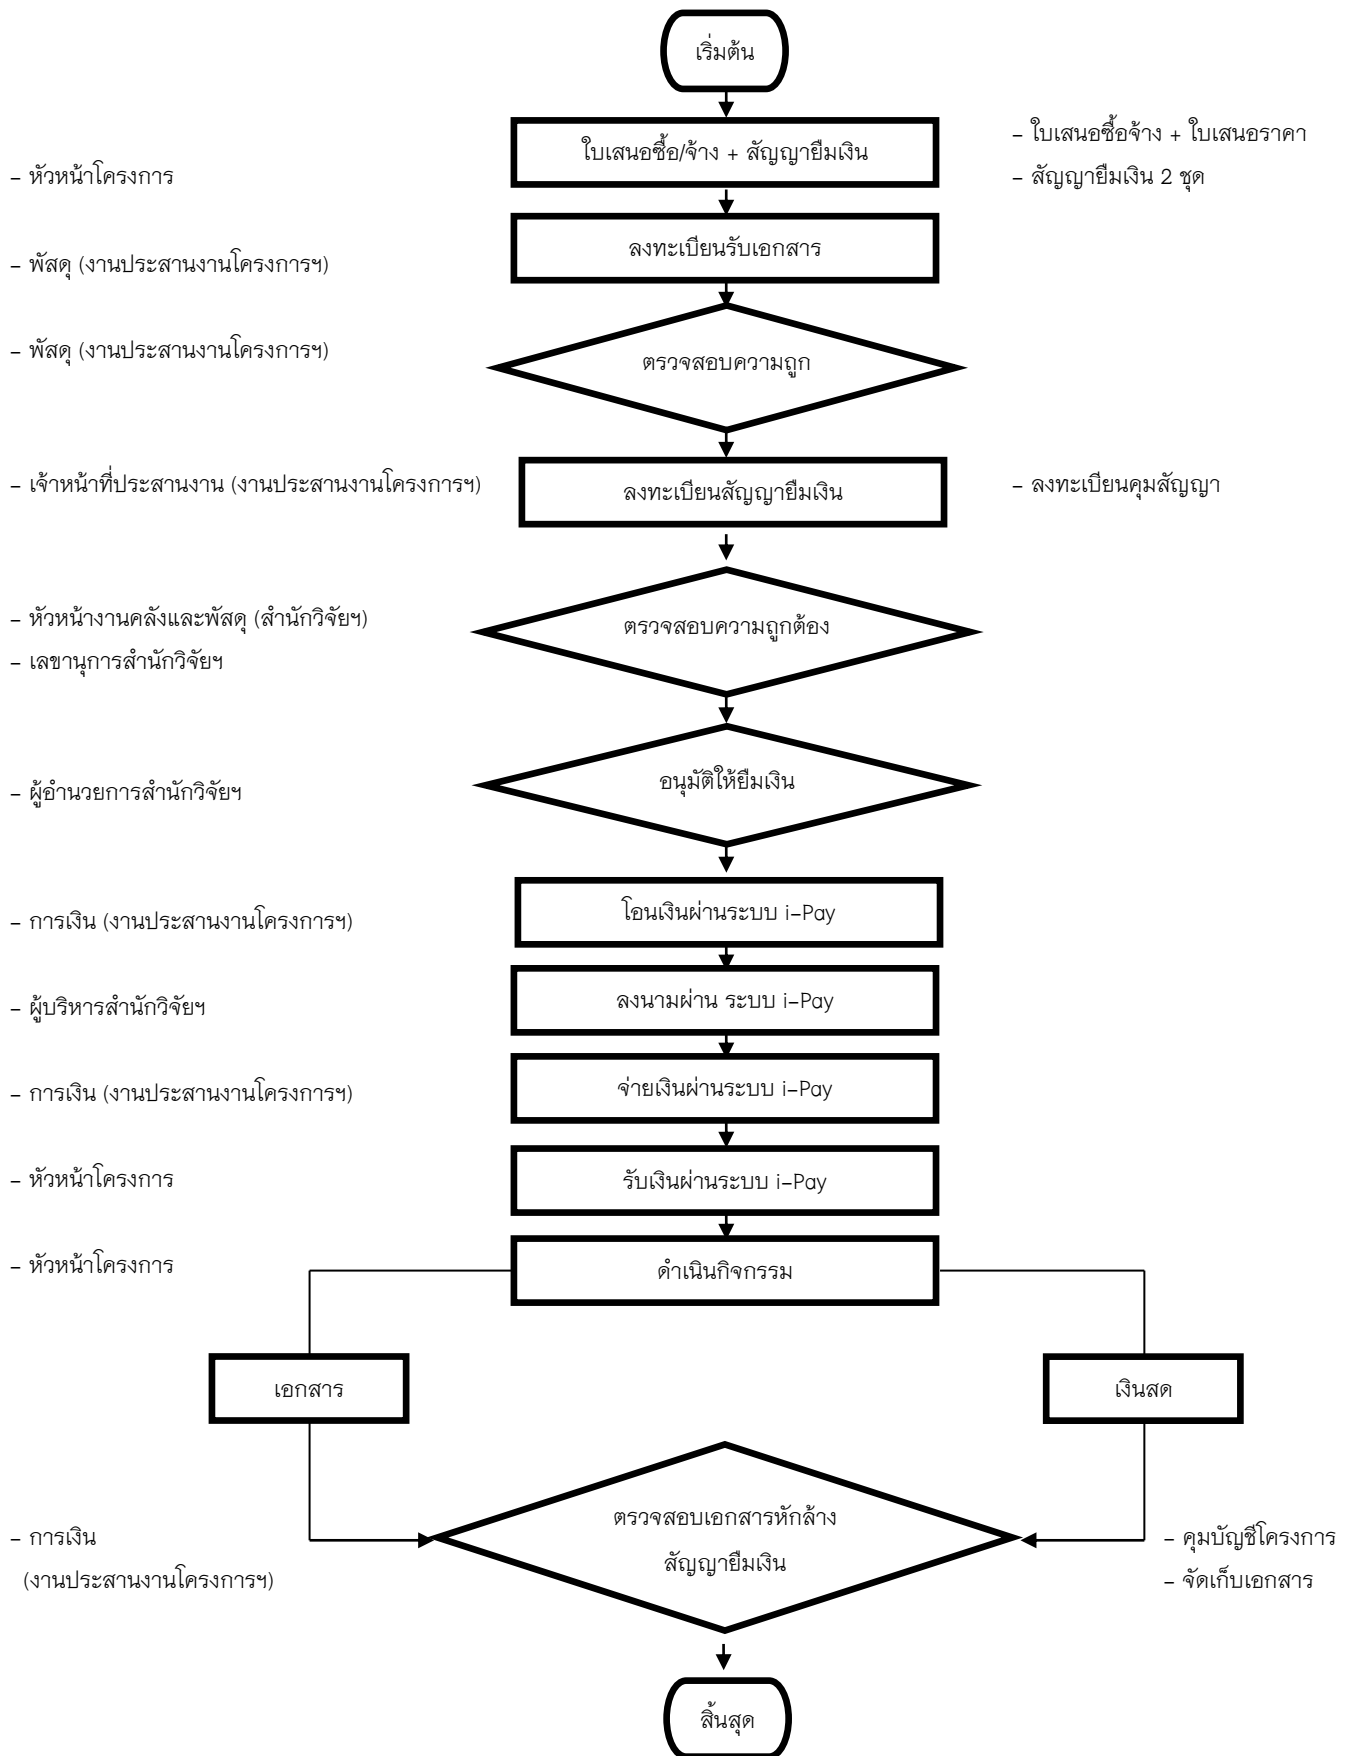 เริ่มต้น
ใบเสนอซื้อ/จ้าง + สัญญายืมเงิน
– ใบเสนอซื้อจ้าง + ใบเสนอราคา
– หัวหน้าโครงการ
– สัญญายืมเงิน 2 ชุด
ลงทะเบียนรับเอกสาร
– พัสดุ (งานประสานงานโครงการฯ)
– พัสดุ (งานประสานงานโครงการฯ)
ตรวจสอบความถูก
– เจ้าหน้าที่ประสานงาน (งานประสานงานโครงการฯ)
ลงทะเบียนสัญญายืมเงิน
– ลงทะเบียนคุมสัญญา
– หัวหน้างานคลังและพัสดุ (สำนักวิจัยฯ)
ตรวจสอบความถูกต้อง
– เลขานุการสำนักวิจัยฯ
– ผู้อำนวยการสำนักวิจัยฯ
อนุมัติให้ยืมเงิน
– การเงิน (งานประสานงานโครงการฯ)
โอนเงินผ่านระบบ i–Pay
– ผู้บริหารสำนักวิจัยฯ
ลงนามผ่าน ระบบ i–Pay
– การเงิน (งานประสานงานโครงการฯ)
จ่ายเงินผ่านระบบ i–Pay
– หัวหน้าโครงการ
รับเงินผ่านระบบ i–Pay
– หัวหน้าโครงการ
ดำเนินกิจกรรม
เอกสาร
เงินสด
ตรวจสอบเอกสารหักล้าง
สัญญายืมเงิน
– การเงิน
(งานประสานงานโครงการฯ)
– คุมบัญชีโครงการ
– จัดเก็บเอกสาร
สิ้นสุด